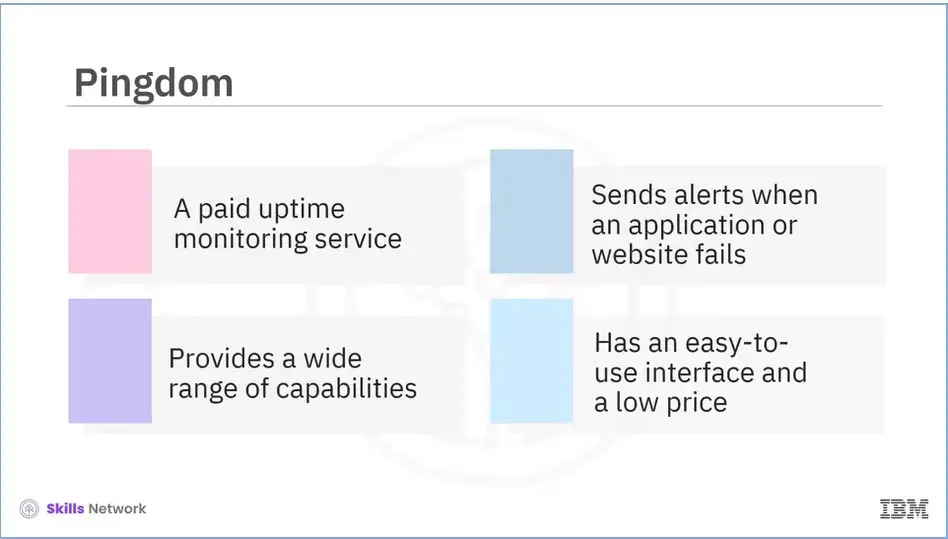 Pingdom
A paid uptime
monitoring service
Sends alerts when
an application or
website fails
Provides a wide
range of capabilities
Has an easy-to-
use interface and
a low price
Skills Network
IBM